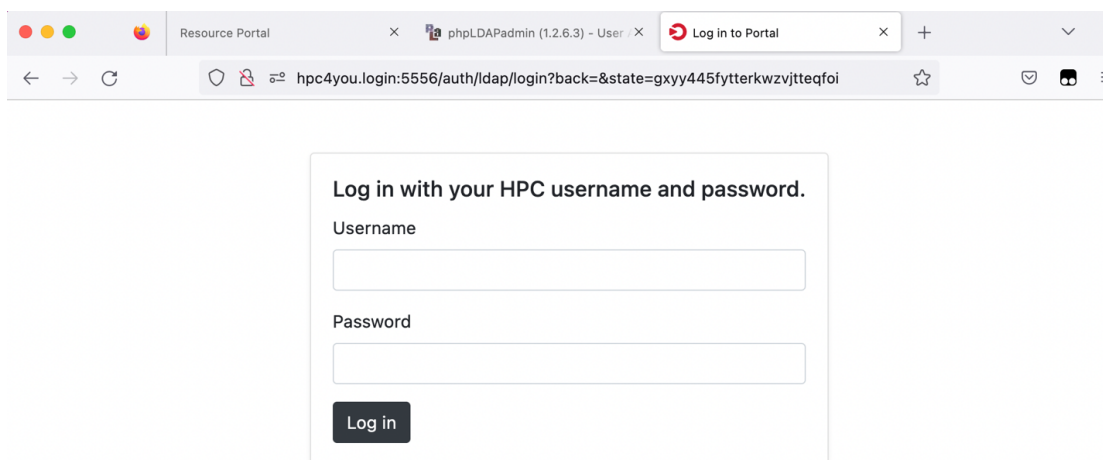 Resource Portal
phpLDAPadmin (1.2.6.3) - User
Log in to Portal
hpc4you.login:5556/auth/ldap/login?back=&state=gxyy445fytterkwzvjtteqfoi
Log in with your HPC username and password.
Username
Password
Log in